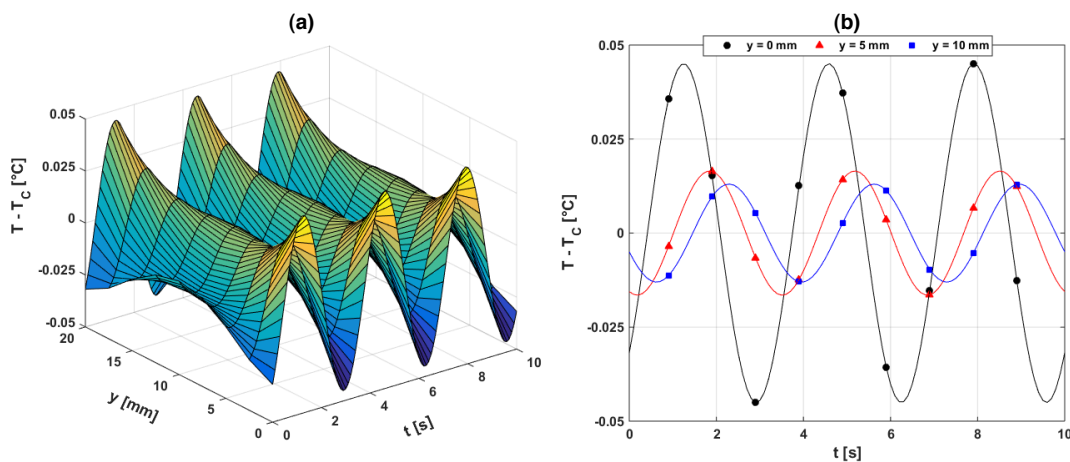 (a)
T - T_C [°C]
0.05
0.025
0
-0.025
-0.05
20
15
10
5
0
y [mm]
0
2
4
6
8
10
t [s]
(b)
y = 0 mm y = 5 mm y = 10 mm
T - T_C [°C]
0.05
0.025
0
-0.025
-0.05
0 2 4 6 8 10
t [s]